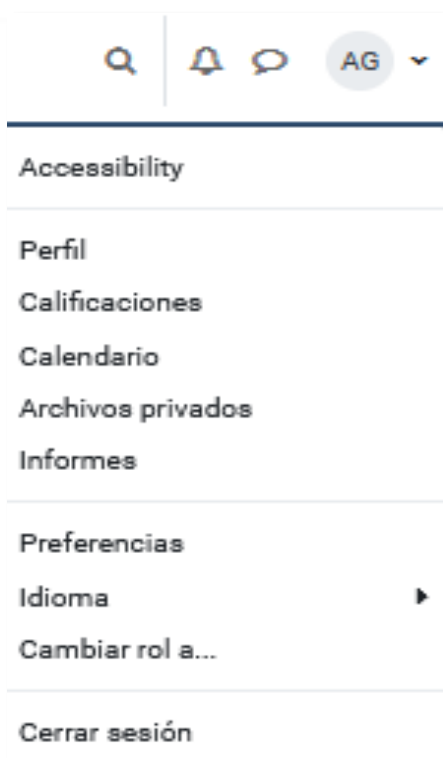 AG
Accessibility
Perfil
Calificaciones
Calendario
Archivos privados
Informes
Preferencias
Idioma
Cambiar rol a...
Cerrar sesión